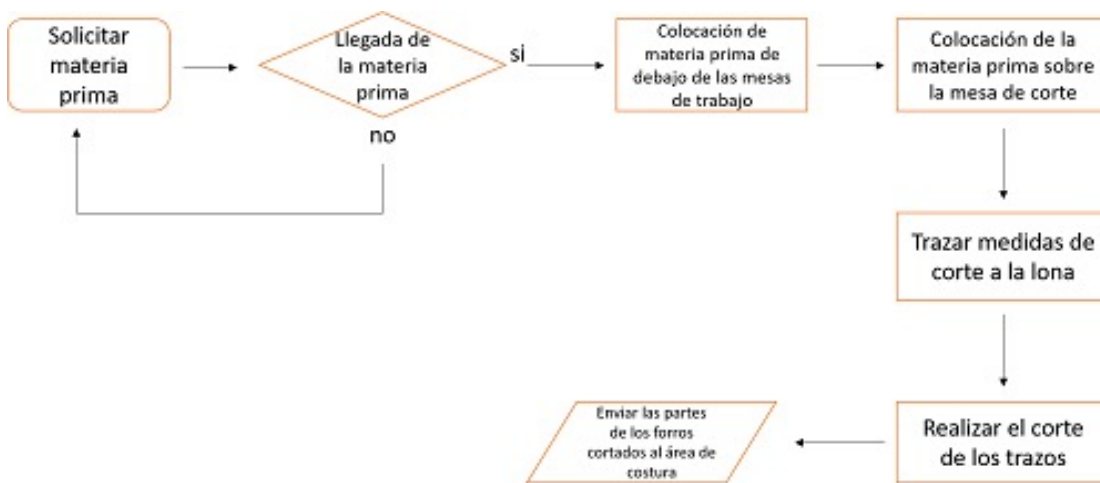 Solicitar
materia
prima
Llegada de
la materia
prima
si
no
Colocación de
materia prima de
debajo de las mesas
de trabajo
Colocación de la
materia prima sobre
la mesa de corte
Trazar medidas de
corte a la lona
Realizar el corte
de los trazos
Enviar las partes
de los forros
cortados al área de
costura